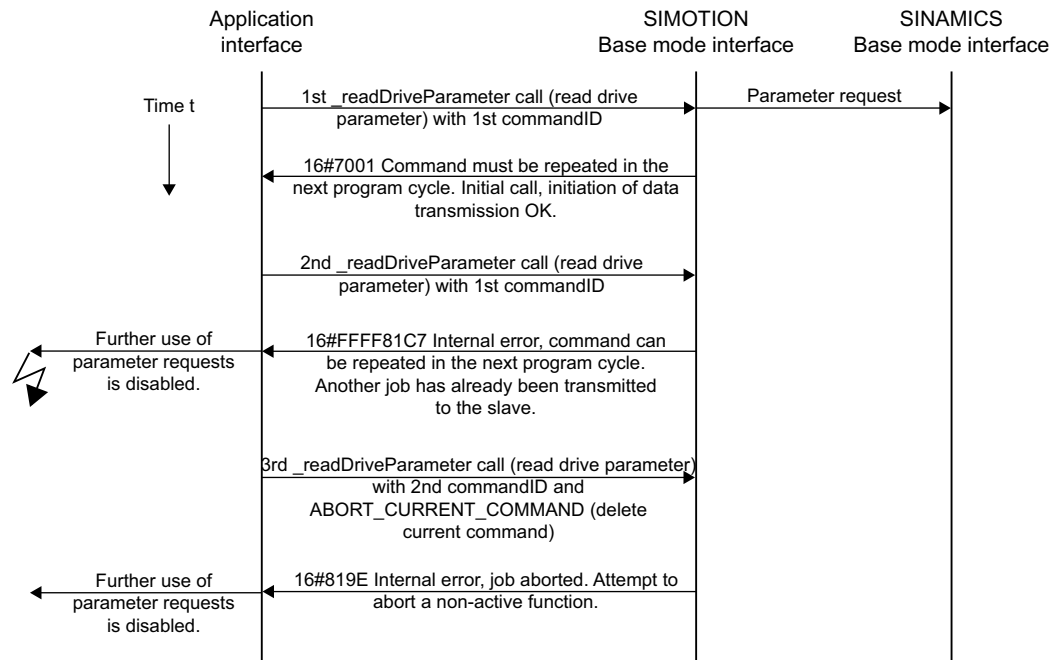 Application
interface
SIMOTION
Base mode interface
SINAMICS
Base mode interface
Time t
1st _readDriveParameter call (read drive
parameter) with 1st commandID
Parameter request
16#7001 Command must be repeated in the
next program cycle. Initial call, initiation of data
transmission OK.
2nd _readDriveParameter call (read drive
parameter) with 1st commandID
Further use of
parameter requests
is disabled.
16#FFFF81C7 Internal error, command can
be repeated in the next program cycle.
Another job has already been transmitted
to the slave.
3rd _readDriveParameter call (read drive parameter)
with 2nd commandID and
ABORT_CURRENT_COMMAND (delete
current command)
Further use of
parameter requests
is disabled.
16#819E Internal error, job aborted. Attempt to
abort a non-active function.